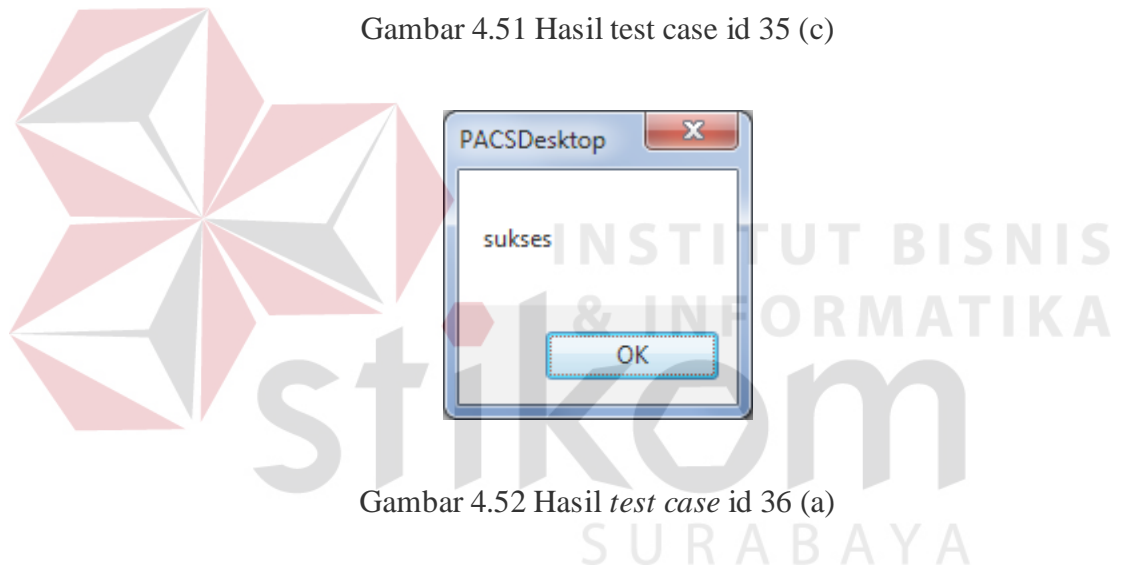 Gambar 4.51 Hasil test case id 35 (c)
PACSDesktop
sukses
INSTITUT BISNIS
& INFORMATIKA
OK
stikom
Gambar 4.52 Hasil test case id 36 (a)
SURABAYA